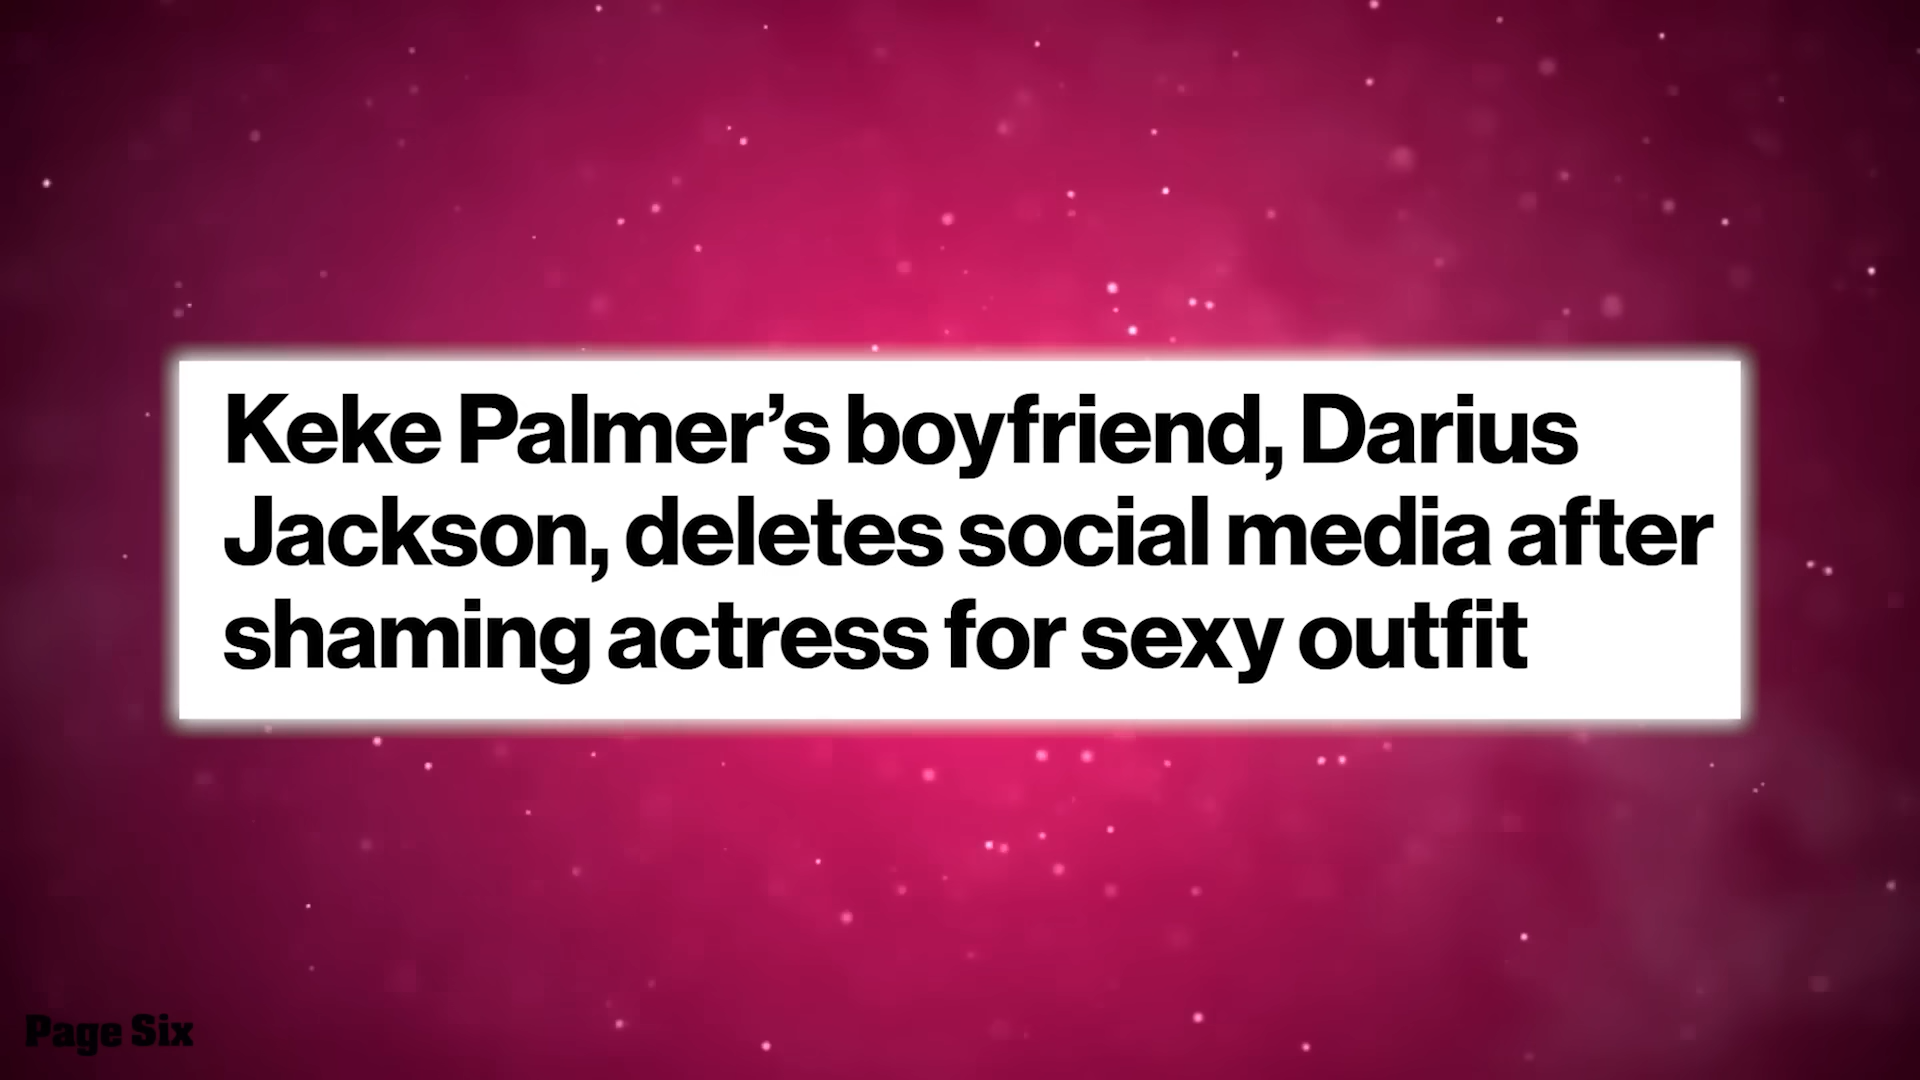 Keke Palmer’s boyfriend, Darius
Jackson, deletes social media after
shaming actress for sexy outfit
Page Six